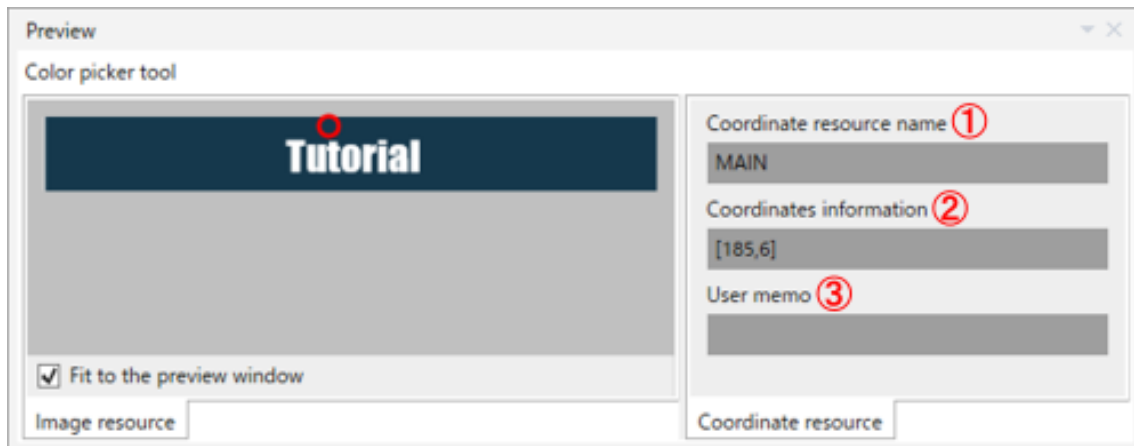 Preview
Color picker tool
Tutorial
Fit to the preview window
Image resource
Coordinate resource name ①
MAIN
Coordinates information ②
[185,6]
User memo ③
Coordinate resource